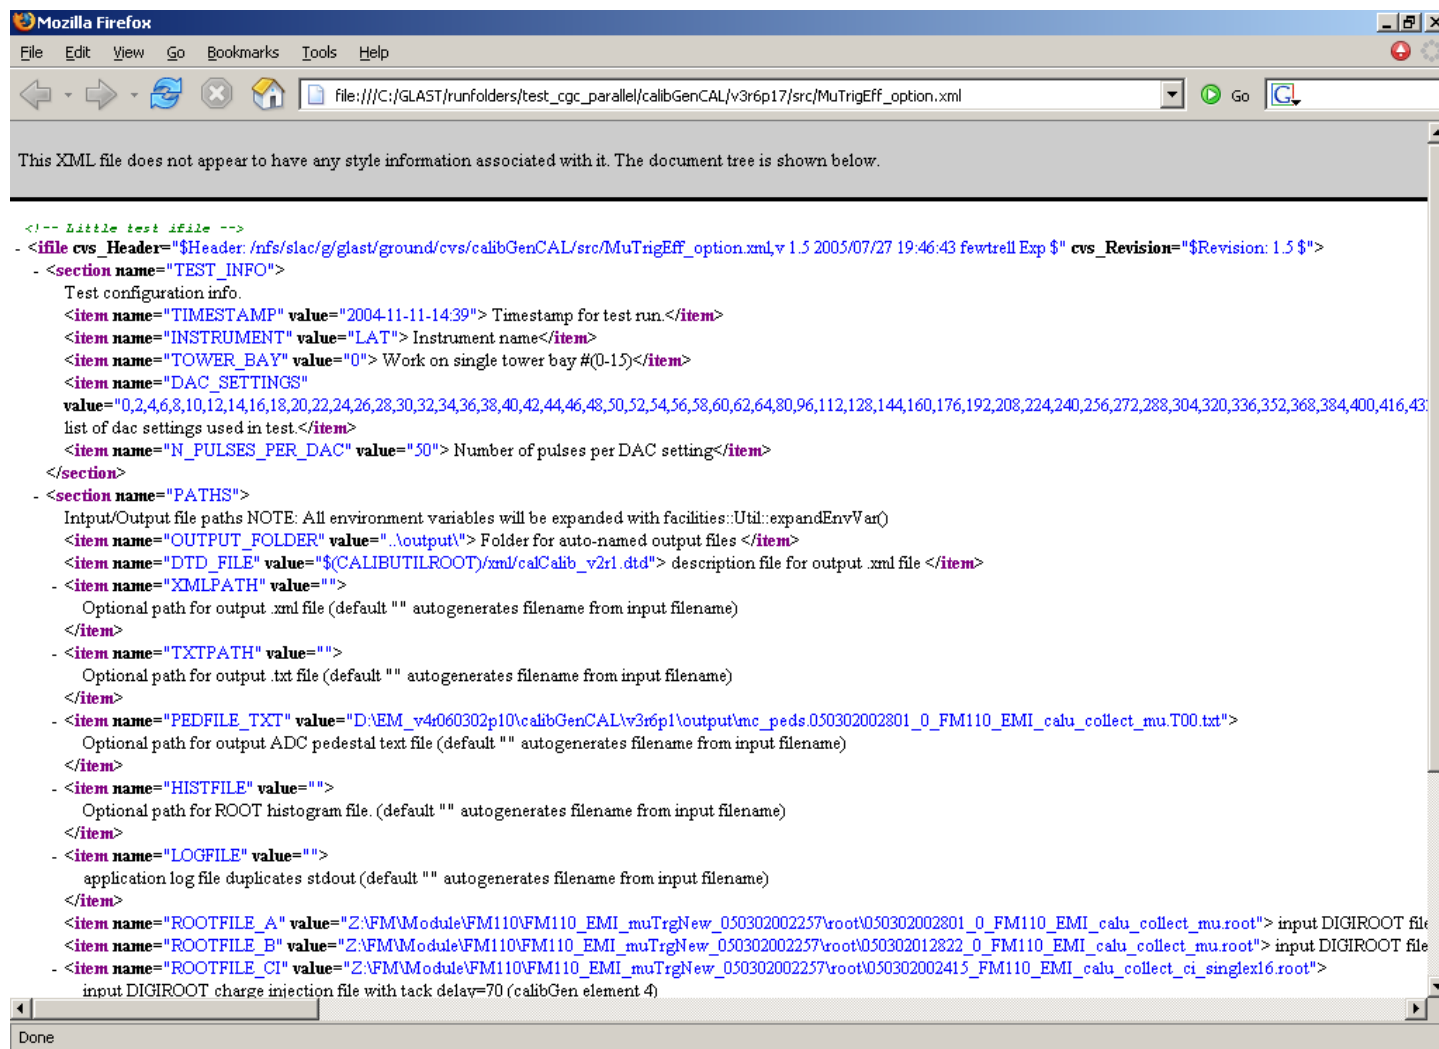 Mozilla Firefox
File Edit View Go Bookmarks Tools Help
file:///C:/GLAST/runfolders/test_cgc_parallel/calibGenCAL/v3r6p17/src/MuTrigEff_option.xml Go G
This XML file does not appear to have any style information associated with it. The document tree is shown below.
<!-- Little test ifile -->
- <ifile cvs_Header="$Header: /nfs/slac/g/glast/ground/cvs/calibGenCAL/src/MuTrigEff_option.xml,v 1.5 2005/07/27 19:46:43 fewtrell Exp $" cvs_Revision="$Revision: 1.5 $">
- <section name="TEST_INFO">
Test configuration info.
<item name="TIMESTAMP" value="2004-11-11-14:39"> Timestamp for test run.</item>
<item name="INSTRUMENT" value="LAT"> Instrument name</item>
<item name="TOWER_BAY" value="0"> Work on single tower bay #(0-15)</item>
<item name="DAC_SETTINGS"
value="0,2,4,6,8,10,12,14,16,18,20,22,24,26,28,30,32,34,36,38,40,42,44,46,48,50,52,54,56,58,60,62,64,80,96,112,128,144,160,176,192,208,224,240,256,272,288,304,320,336,352,368,384,400,416,43
list of dac settings used in test.</item>
<item name="N_PULSES_PER_DAC" value="50"> Number of pulses per DAC setting</item>
</section>
- <section name="PATHS">
Intput/Output file paths NOTE: All environment variables will be expanded with facilities::Util::expandEnvVar()
<item name="OUTPUT_FOLDER" value="..\output\"> Folder for auto-named output files </item>
<item name="DTD_FILE" value="$(CALIBUTILROOT)/xml/calCalib_v2r1.dtd"> description file for output .xml file </item>
- <item name="XMLPATH" value="">
Optional path for output .xml file (default "" autogenerates filename from input filename)
</item>
- <item name="TXTPATH" value="">
Optional path for output .txt file (default "" autogenerates filename from input filename)
</item>
- <item name="PEDFILE_TXT" value="D:\EM_v4r060302p10\calibGenCAL\v3r6p1\output\mc_peds.050302002801_0_FM110_EMI_calu_collect_mu.T00.txt">
Optional path for output ADC pedestal text file (default "" autogenerates filename from input filename)
</item>
- <item name="HISTFILE" value="">
Optional path for ROOT histogram file. (default "" autogenerates filename from input filename)
</item>
- <item name="LOGFILE" value="">
application log file duplicates stdout (default "" autogenerates filename from input filename)
</item>
<item name="ROOTFILE_A" value="Z:\FM\Module\FM110\FM110_EMI_muTrgNew_050302002257\root\050302002801_0_FM110_EMI_calu_collect_mu.root"> input DIGIROOT file
<item name="ROOTFILE_B" value="Z:\FM\Module\FM110\FM110_EMI_muTrgNew_050302002257\root\050302012822_0_FM110_EMI_calu_collect_mu.root"> input DIGIROOT file
- <item name="ROOTFILE_CI" value="Z:\FM\Module\FM110\FM110_EMI_muTrgNew_050302002257\root\050302002415_FM110_EMI_calu_collect_ci_singlex16.root">
input DIGIROOT charge injection file with tack delay=70 (calibGen element 4)
Done